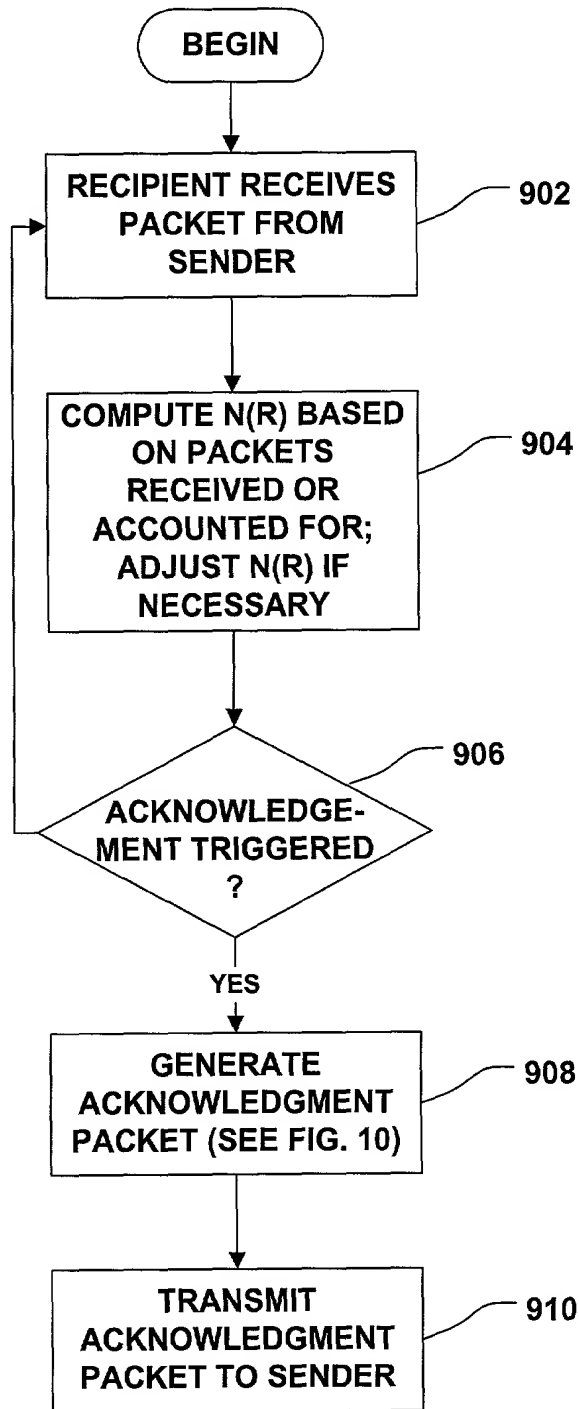 BEGIN
RECIPIENT RECEIVES
PACKET FROM
SENDER
902
COMPUTE N(R) BASED
ON PACKETS
RECEIVED OR
ACCOUNTED FOR;
ADJUST N(R) IF
NECESSARY
904
906
ACKNOWLEDGE-
MENT TRIGGERED
?
YES
GENERATE
ACKNOWLEDGMENT
PACKET (SEE FIG. 10)
908
TRANSMIT
ACKNOWLEDGMENT
PACKET TO SENDER
910